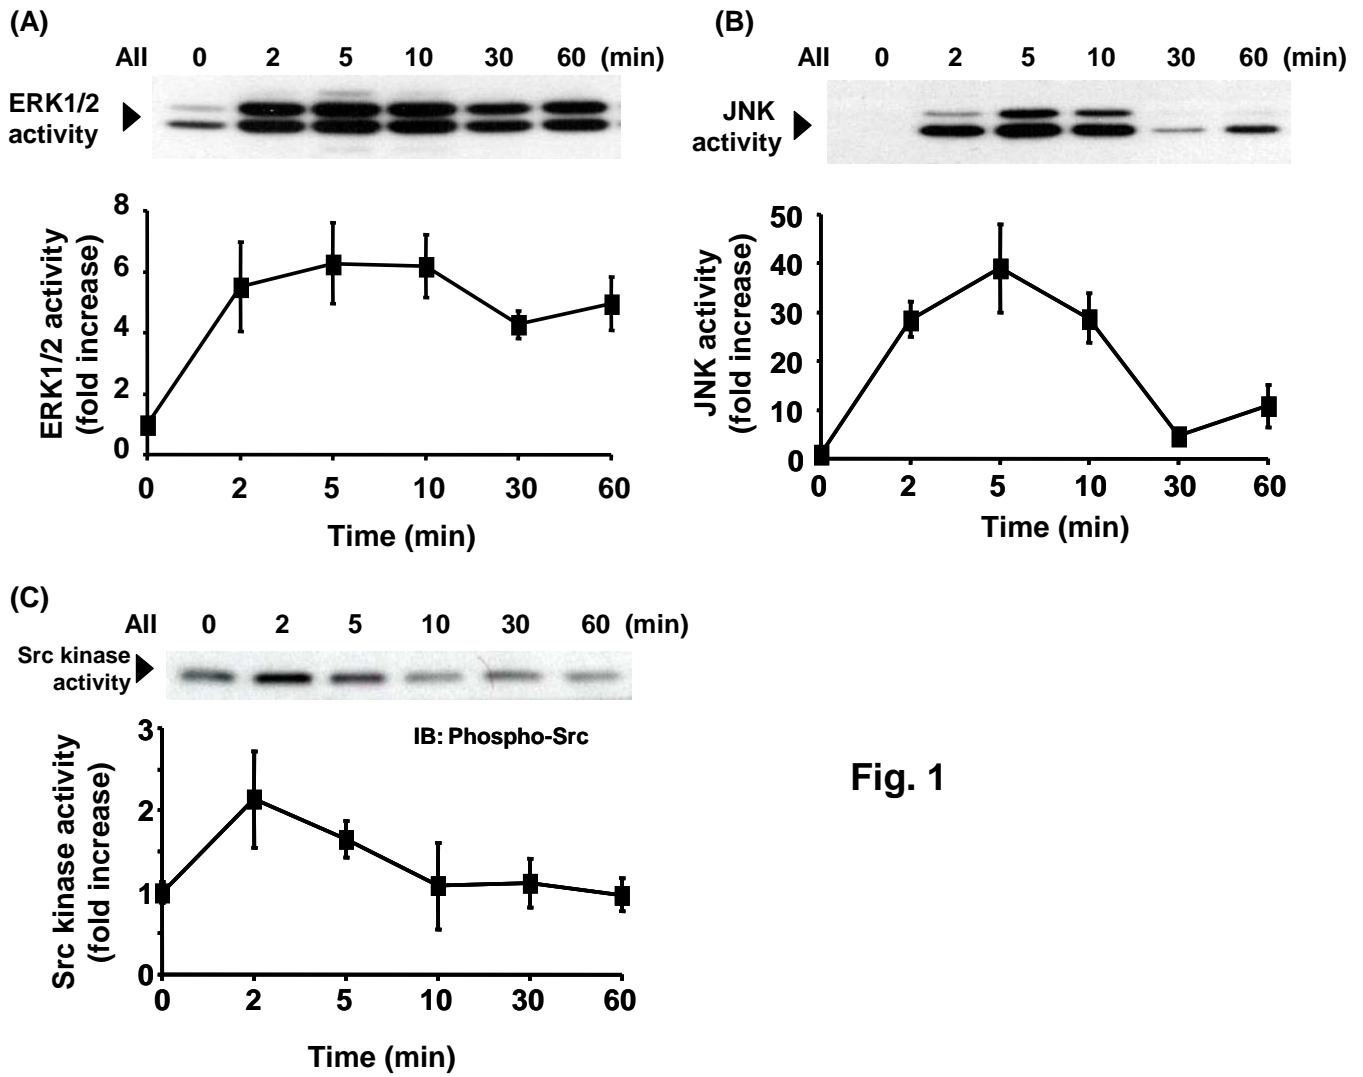 (A)
AII 0 2 5 10 30 60 (min)
ERK1/2
activity
8
6
4
2
0
ERK1/2 activity
(fold increase)
0 2 5 10 30 60
Time (min)
(B)
AII 0 2 5 10 30 60 (min)
JNK
activity
50
40
30
20
10
0
JNK activity
(fold increase)
0 2 5 10 30 60
Time (min)
(C)
AII 0 2 5 10 30 60 (min)
Src kinase
activity
IB: Phospho-Src
3
2
1
0
Src kinase activity
(fold increase)
0 2 5 10 30 60
Time (min)
Fig. 1